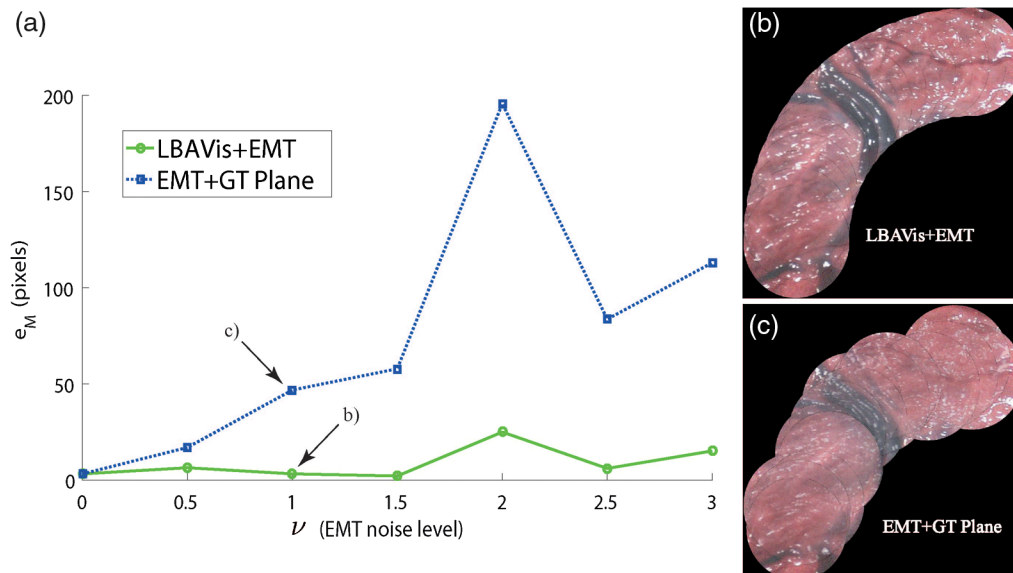 (a)
200
150
100
50
0
e_M (pixels)
LBAVis+EMT
EMT+GT Plane
c)
b)
0 0.5 1 1.5 2 2.5 3
ν (EMT noise level)
(b)
LBAVis+EMT
(c)
EMT+GT Plane